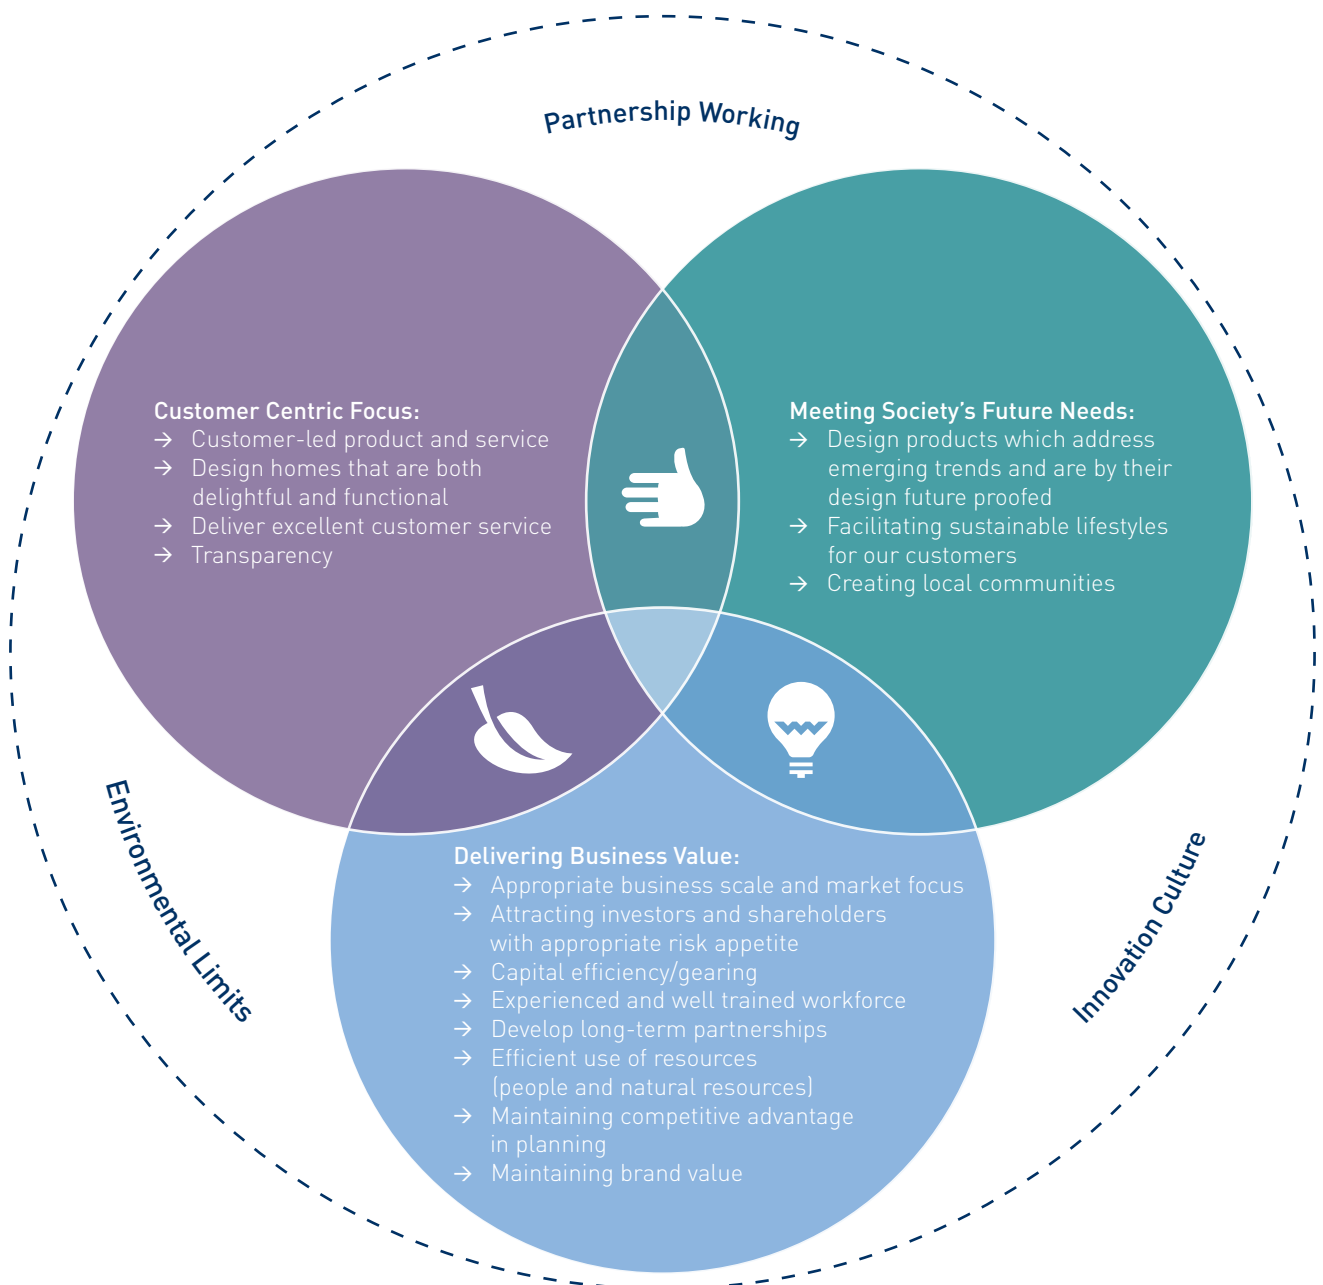 Partnership Working
Customer Centric Focus:
→ Customer-led product and service
→ Design homes that are both
delightful and functional
→ Deliver excellent customer service
→ Transparency
Meeting Society’s Future Needs:
→ Design products which address
emerging trends and are by their
design future proofed
→ Facilitating sustainable lifestyles
for our customers
→ Creating local communities
Environmental Limits
Innovation Culture
Delivering Business Value:
→ Appropriate business scale and market focus
→ Attracting investors and shareholders
with appropriate risk appetite
→ Capital efficiency/gearing
→ Experienced and well trained workforce
→ Develop long-term partnerships
→ Efficient use of resources
(people and natural resources)
→ Maintaining competitive advantage
in planning
→ Maintaining brand value